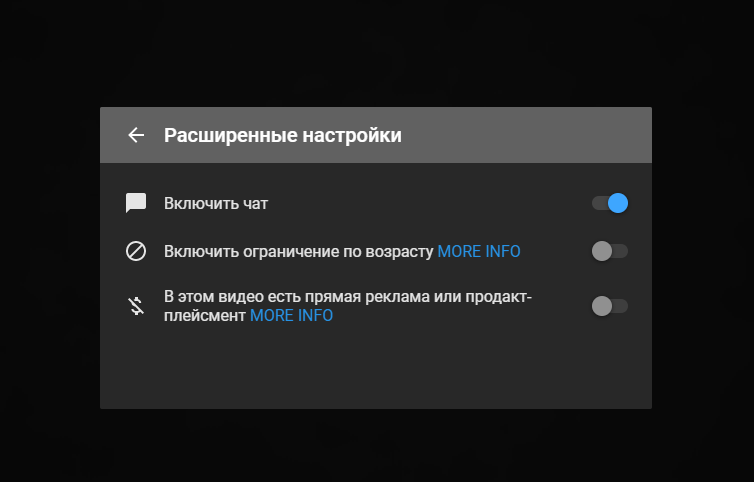 Расширенные настройки
Включить чат
Включить ограничение по возрасту MORE INFO
В этом видео есть прямая реклама или продакт-
плейсмент MORE INFO